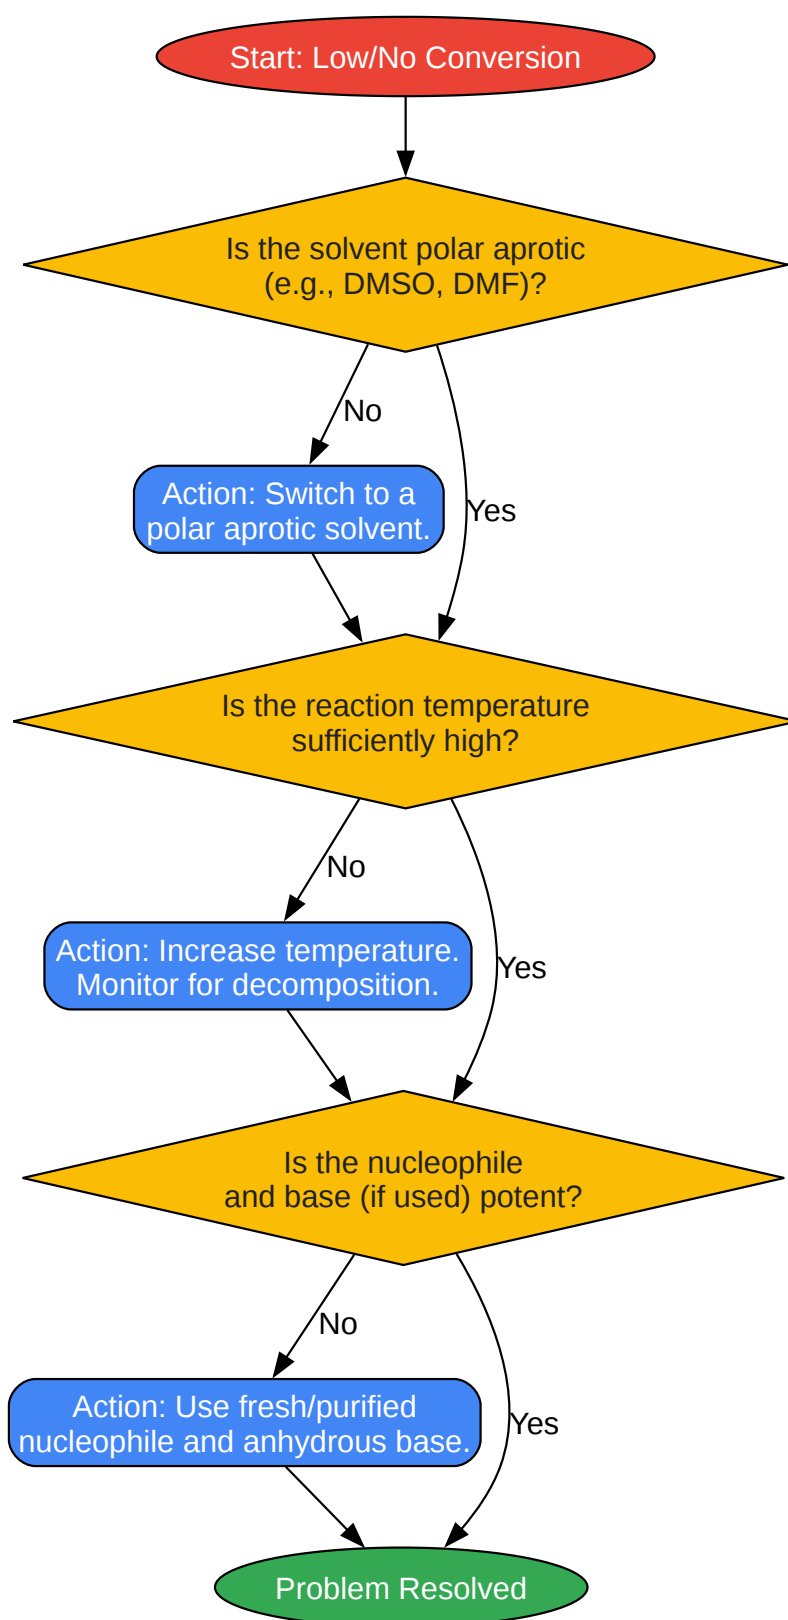 Start: Low/No Conversion
Is the solvent polar aprotic
(e.g., DMSO, DMF)?
No
Action: Switch to a
polar aprotic solvent.
Yes
Is the reaction temperature
sufficiently high?
No
Action: Increase temperature.
Monitor for decomposition.
Yes
Is the nucleophile
and base (if used) potent?
No
Action: Use fresh/purified
nucleophile and anhydrous base.
Yes
Problem Resolved